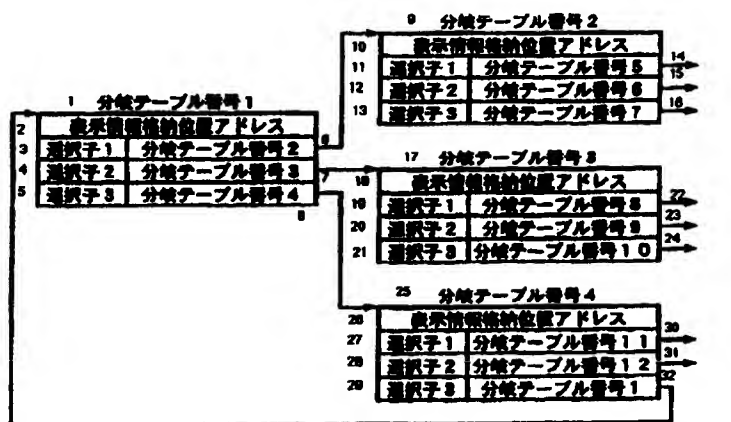 1 分岐テーブル番号1
2 表示情報格納位置アドレス
3 選択子1 分岐テーブル番号2 6
4 選択子2 分岐テーブル番号3 7
5 選択子3 分岐テーブル番号4
8
9 分岐テーブル番号2
10 表示情報格納位置アドレス
11 選択子1 分岐テーブル番号5 14
12 選択子2 分岐テーブル番号6 15
13 選択子3 分岐テーブル番号7 16
17 分岐テーブル番号3
18 表示情報格納位置アドレス
19 選択子1 分岐テーブル番号8 22
20 選択子2 分岐テーブル番号9 23
21 選択子3 分岐テーブル番号10 24
25 分岐テーブル番号4
26 表示情報格納位置アドレス
27 選択子1 分岐テーブル番号11 30
28 選択子2 分岐テーブル番号12 31
29 選択子3 分岐テーブル番号1 32